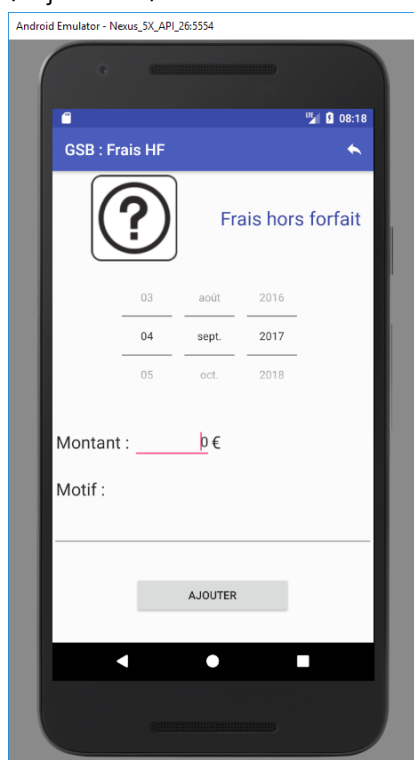 Android Emulator - Nexus_5X_API_26:5554
LTE 08:18
GSB : Frais HF
?
Frais hors forfait
03 août 2016
04 sept. 2017
05 oct. 2018
Montant : 0 €
Motif :
AJOUTER